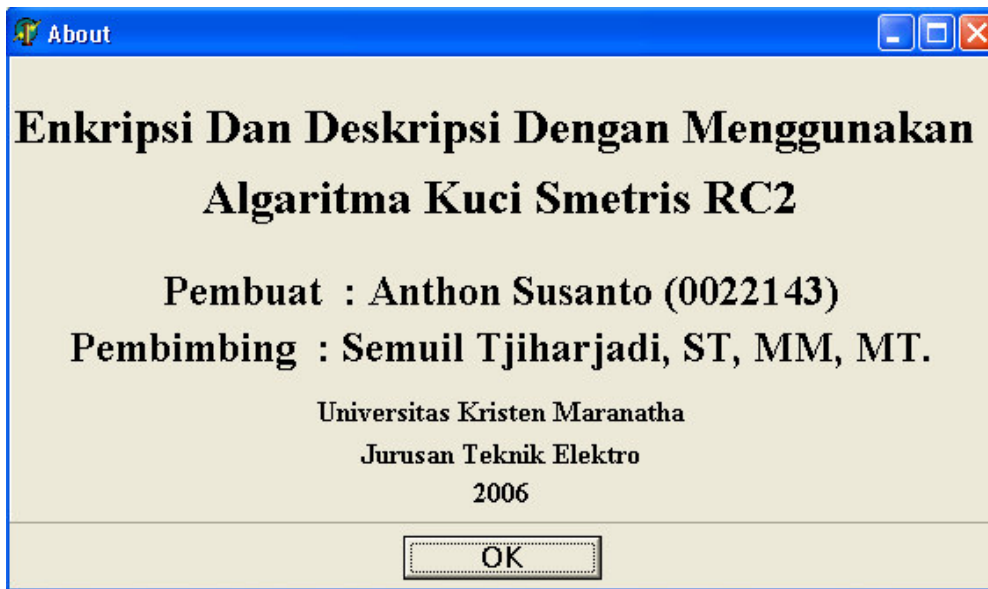 About
Enkripsi Dan Deskripsi Dengan Menggunakan
Algaritma Kuci Smetris RC2
Pembuat : Anthon Susanto (0022143)
Pembimbing : Semuil Tjiharjadi, ST, MM, MT.
Universitas Kristen Maranatha
Jurusan Teknik Elektro
2006
OK